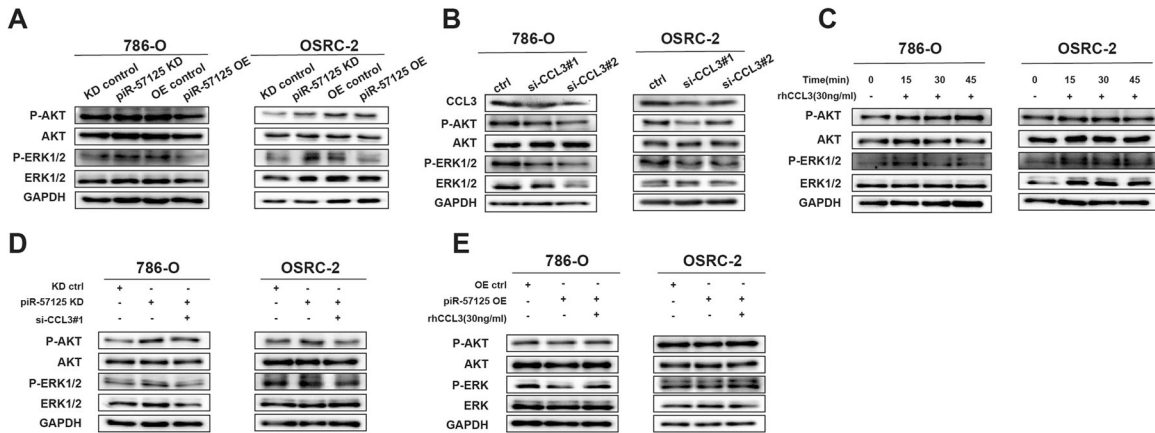 A
786-O
OSRC-2
KD control
piR-57125 KD
OE control
piR-57125 OE
KD control
piR-57125 KD
OE control
piR-57125 OE
P-AKT
AKT
P-ERK1/2
ERK1/2
GAPDH
B
786-O
OSRC-2
ctrl
si-CCL3#1
si-CCL3#2
ctrl
si-CCL3#1
si-CCL3#2
CCL3
P-AKT
AKT
P-ERK1/2
ERK1/2
GAPDH
C
786-O
OSRC-2
Time(min) 0 15 30 45 0 15 30 45
rhCCL3(30ng/ml) - + + + - + + +
P-AKT
AKT
P-ERK1/2
ERK1/2
GAPDH
D
786-O
OSRC-2
KD ctrl + - - + - -
piR-57125 KD - + + - + +
si-CCL3#1 - - + - - +
P-AKT
AKT
P-ERK1/2
ERK1/2
GAPDH
E
786-O
OSRC-2
OE ctrl + - - + - -
piR-57125 OE - + + - + +
rhCCL3(30ng/ml) - - + - - +
P-AKT
AKT
P-ERK
ERK
GAPDH